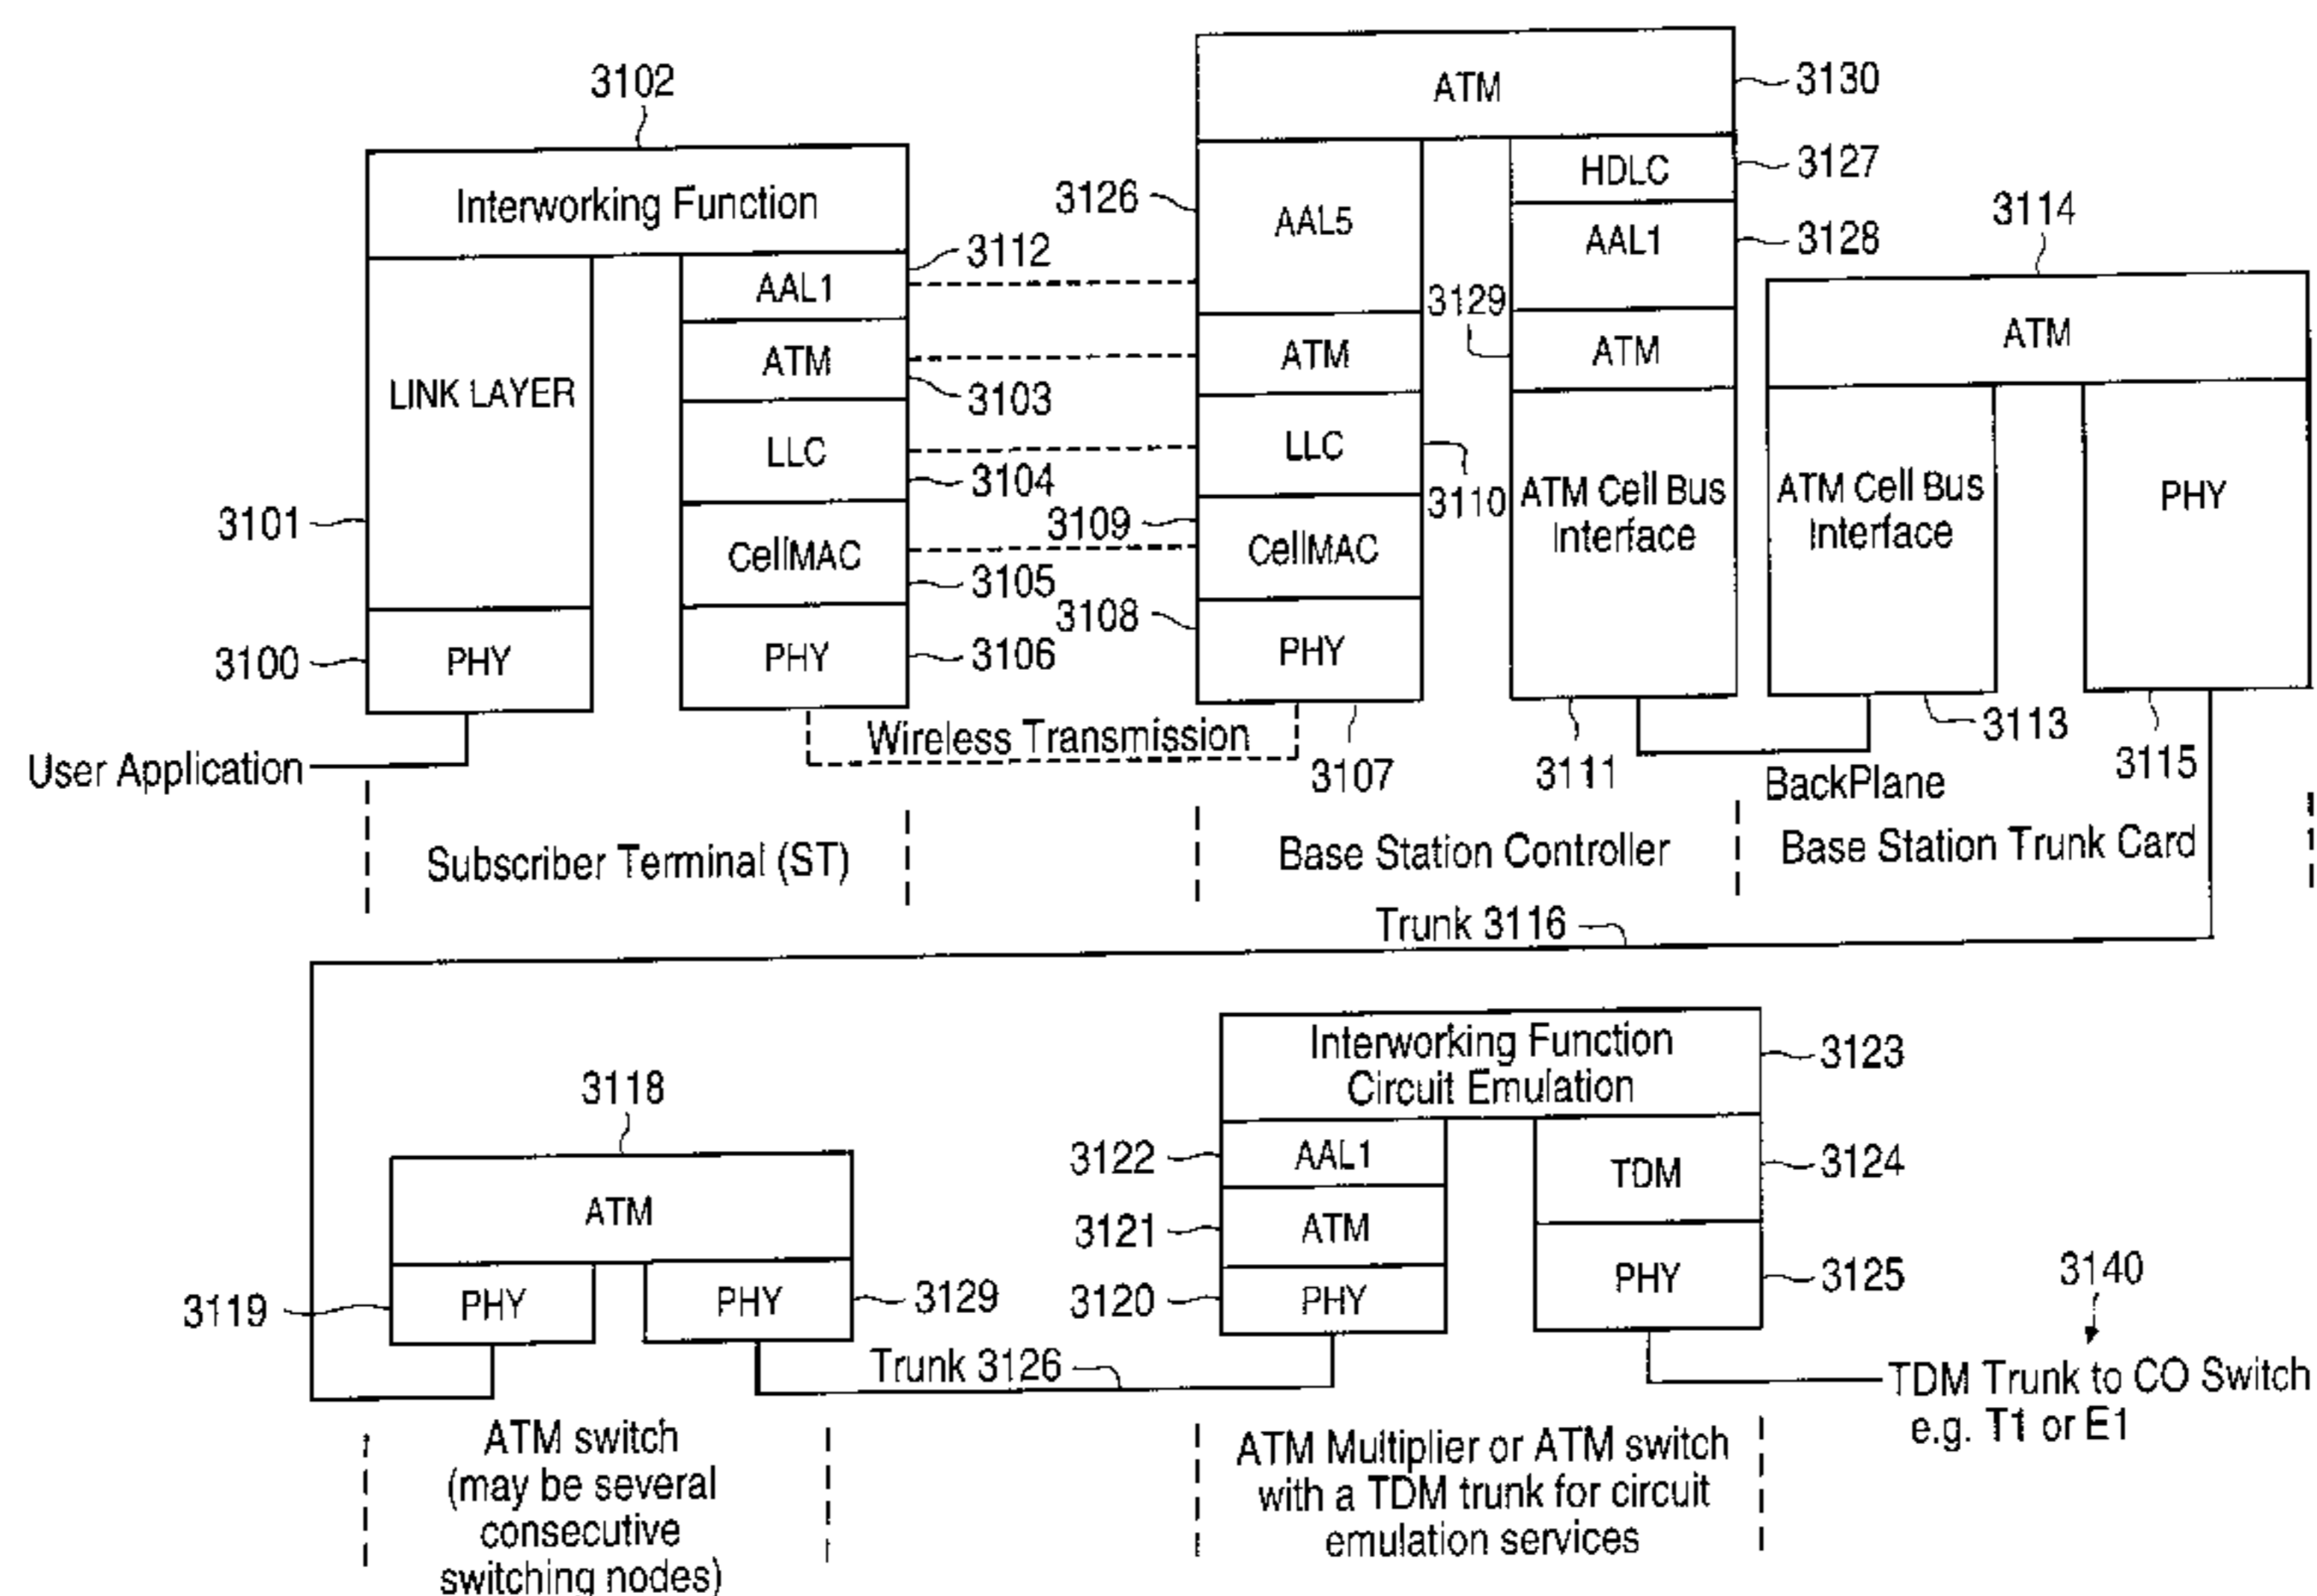 3102
Interworking Function
LINK LAYER
AAL1
ATM
LLC
CellMAC
PHY
PHY
3112
3103
3104
3105
3106
3101
3100
User Application
Wireless Transmission
Subscriber Terminal (ST)
ATM
3130
AAL5
ATM
LLC
CellMAC
PHY
3126
3109
3108
3107
3129
3110
HDLC
3127
AAL1
3128
ATM
ATM Cell Bus
Interface
3111
BackPlane
Base Station Controller
3114
ATM
ATM Cell Bus
Interface
PHY
3113
3115
Base Station Trunk Card
Trunk 3116
3118
ATM
3119
PHY
PHY
3129
Trunk 3126
ATM switch
(may be several
consecutive
switching nodes)
Interworking Function
Circuit Emulation
3123
3122
AAL1
3121
ATM
3120
PHY
TDM
3124
PHY
3125
3140
TDM Trunk to CO Switch
e.g. T1 or E1
ATM Multiplier or ATM switch
with a TDM trunk for circuit
emulation services